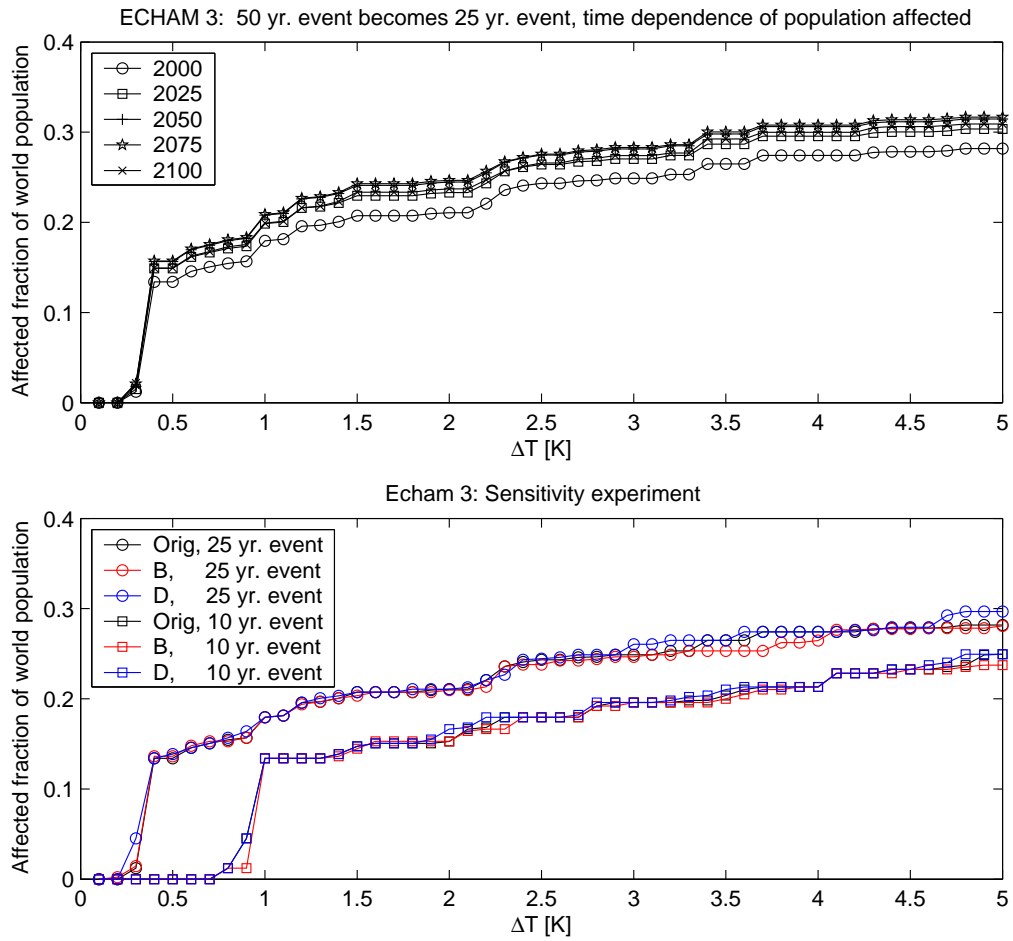 ECHAM 3: 50 yr. event becomes 25 yr. event, time dependence of population affected
0.4
0.3
0.2
0.1
0
Affected fraction of world population
2000
2025
2050
2075
2100
0 0.5 1 1.5 2 2.5 3 3.5 4 4.5 5
ΔT [K]
Echam 3: Sensitivity experiment
0.4
0.3
0.2
0.1
0
Affected fraction of world population
Orig, 25 yr. event
B, 25 yr. event
D, 25 yr. event
Orig, 10 yr. event
B, 10 yr. event
D, 10 yr. event
0 0.5 1 1.5 2 2.5 3 3.5 4 4.5 5
ΔT [K]